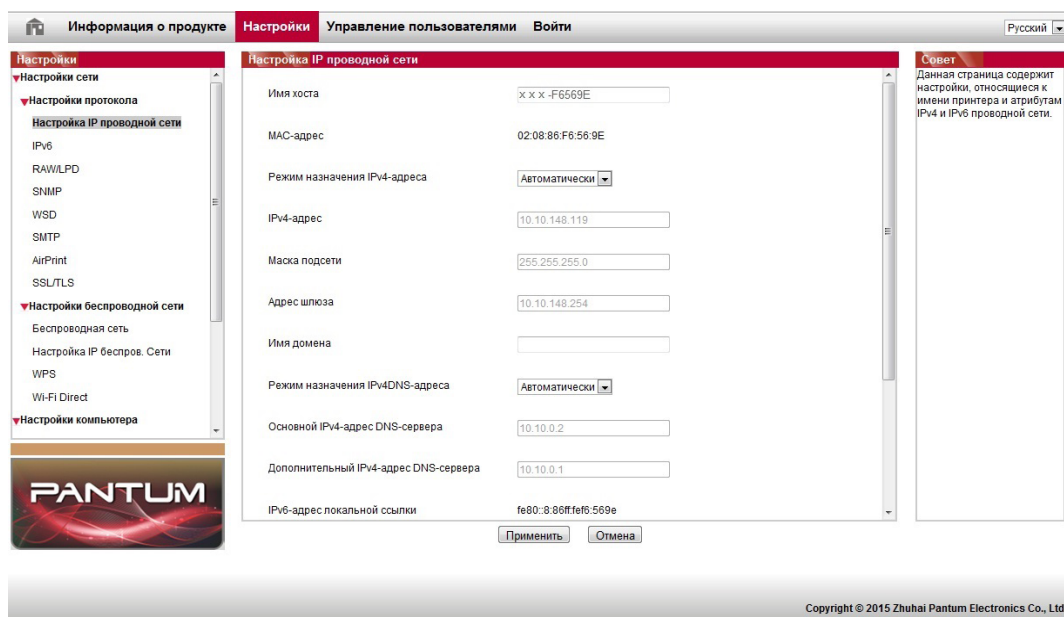 Информация о продукте
Настройки
Управление пользователями
Войти
Русский
Настройки
Настройки сети
Настройки протокола
Настройка IP проводной сети
IPv6
RAW/LPD
SNMP
WSD
SMTP
AirPrint
SSL/TLS
Настройки беспроводной сети
Беспроводная сеть
Настройка IP беспров. Сети
WPS
Wi-Fi Direct
Настройки компьютера
PANTUM
Настройка IP проводной сети
Имя хоста x x x -F6569E
MAC-адрес 02:08:86:F6:56:9E
Режим назначения IPv4-адреса Автоматически
IPv4-адрес 10.10.148.119
Маска подсети 255.255.255.0
Адрес шлюза 10.10.148.254
Имя домена
Режим назначения IPv4DNS-адреса Автоматически
Основной IPv4-адрес DNS-сервера 10.10.0.2
Дополнительный IPv4-адрес DNS-сервера 10.10.0.1
IPv6-адрес локальной ссылки fe80::8:86ff:fef6:569e
Применить
Отмена
Совет
Данная страница содержит
настройки, относящиеся к
имени принтера и атрибутам
IPv4 и IPv6 проводной сети.
Copyright © 2015 Zhuhai Pantum Electronics Co., Ltd